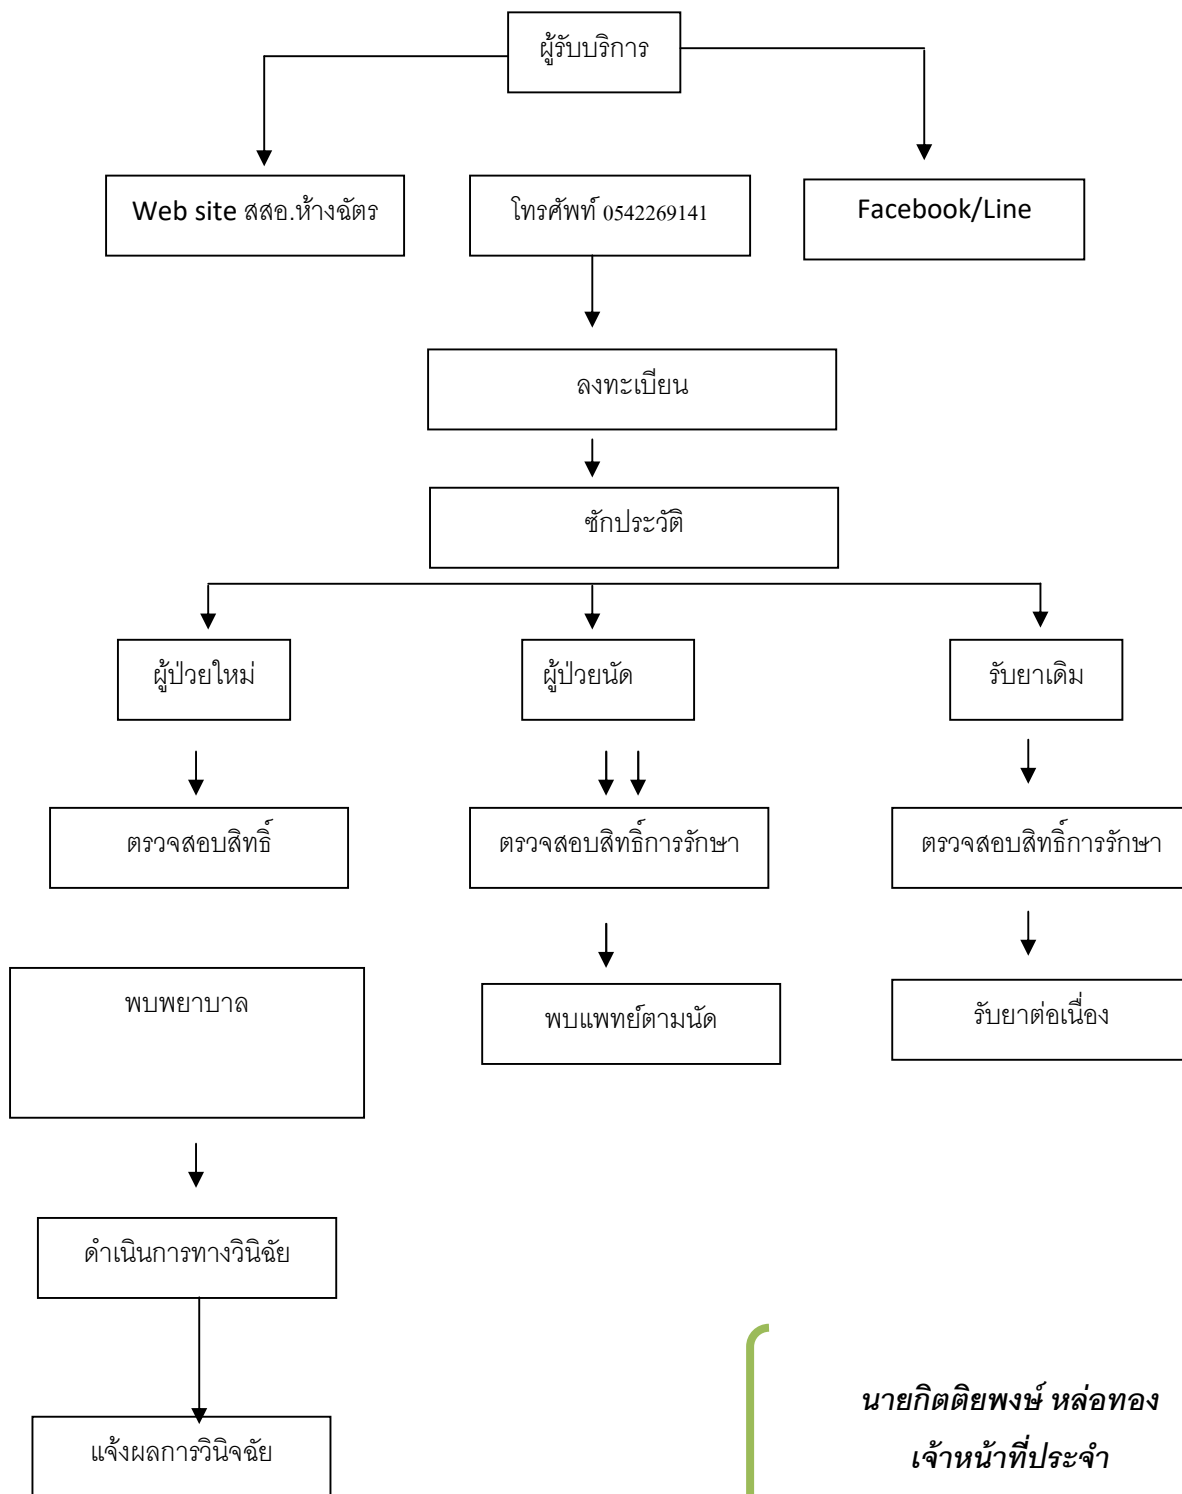 ผู้รับบริการ
Web site สสอ.ห้างฉัตร
โทรศัพท์ 0542269141
Facebook/Line
ลงทะเบียน
ซักประวัติ
ผู้ป่วยใหม่
ผู้ป่วยนัด
รับยาเดิม
ตรวจสอบสิทธิ์
ตรวจสอบสิทธิ์การรักษา
ตรวจสอบสิทธิ์การรักษา
พบพยาบาล
พบแพทย์ตามนัด
รับยาต่อเนื่อง
ดำเนินการทางวินิฉัย
แจ้งผลการวินิจฉัย
นายกิตติยพงษ์ หล่อทอง
เจ้าหน้าที่ประจำ